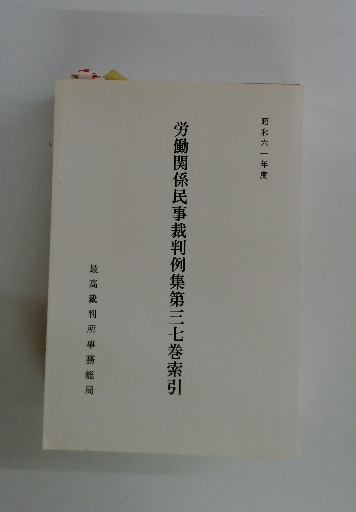 昭和六一年度
労働関係民事裁判例集第三七巻索引
最高裁判所事務総局